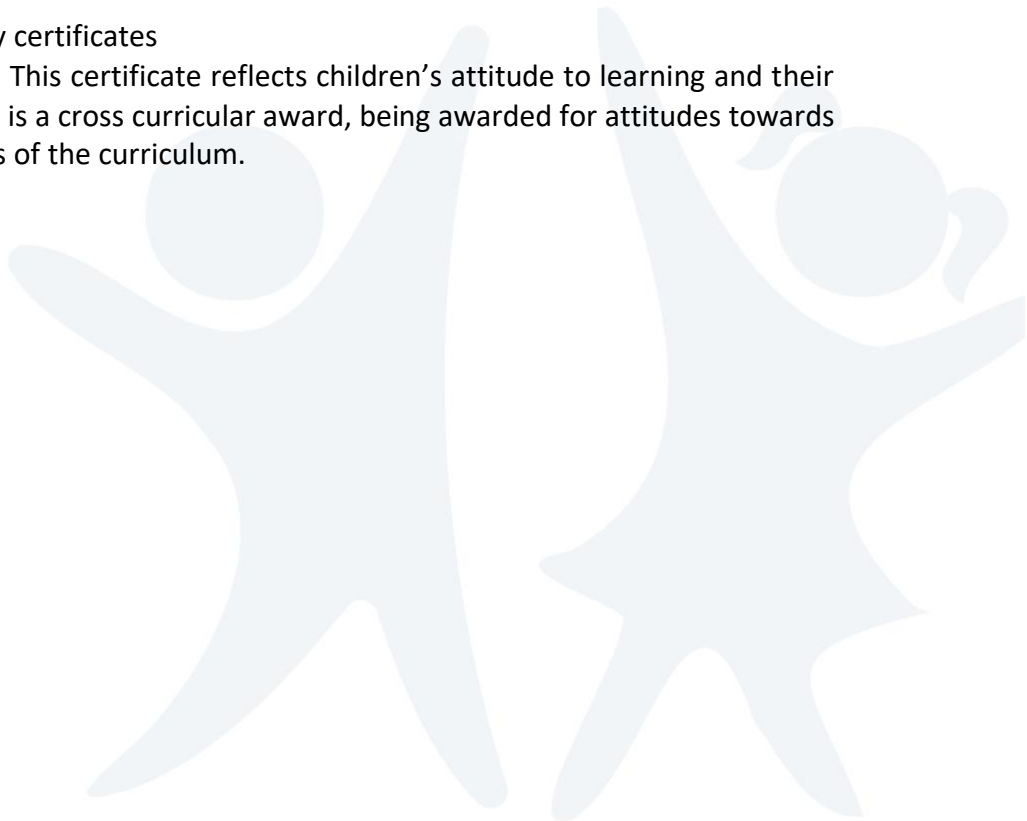 y certificates
This certificate reflects children’s attitude to learning and their
is a cross curricular award, being awarded for attitudes towards
s of the curriculum.